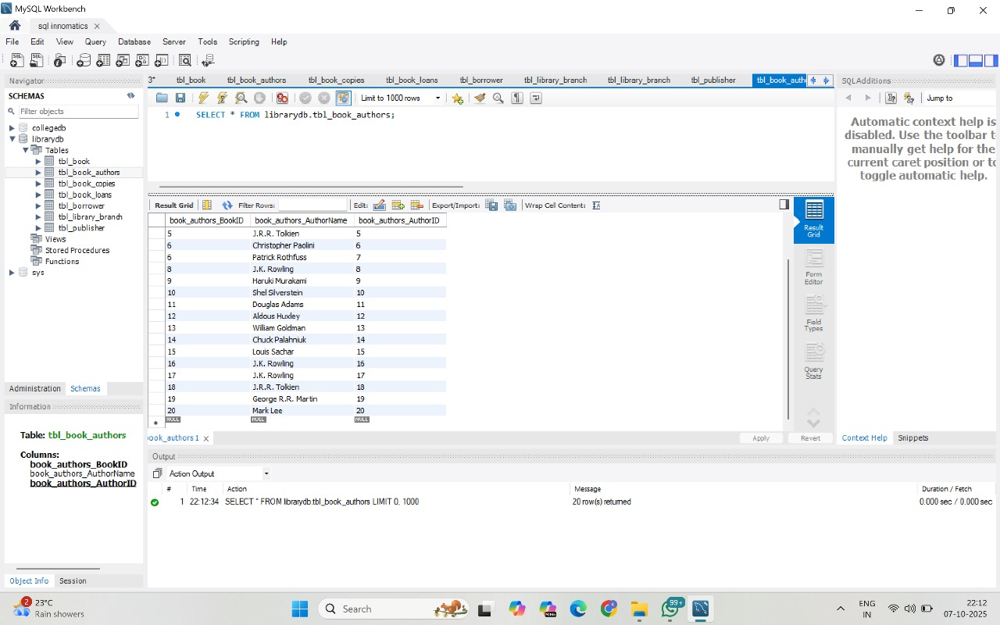 MySQL Workbench
sql innomatics
File Edit View Query Database Server Tools Scripting Help
Navigator
SCHEMAS
Filter objects
collegedb
librarydb
Tables
tbl_book
tbl_book_authors
tbl_book_copies
tbl_book_loans
tbl_borrower
tbl_library_branch
tbl_publisher
Views
Stored Procedures
Functions
sys
Administration Schemas
Information
Table: tbl_book_authors
Columns:
book_authors_BookID
book_authors_AuthorName
book_authors_AuthorID
Object Info Session
3* tbl_book tbl_book_authors tbl_book_copies tbl_book_loans tbl_borrower tbl_library_branch tbl_library_branch tbl_publisher tbl_book_auth
Limit to 1000 rows
1 SELECT * FROM librarydb.tbl_book_authors;
Result Grid Filter Rows: Edit: Export/Import: Wrap Cell Content:
book_authors_BookID book_authors_AuthorName book_authors_AuthorID
5 J.R.R. Tolkien 5
6 Christopher Paolini 6
6 Patrick Rothfuss 7
8 J.K. Rowling 8
9 Haruki Murakami 9
10 Shel Silverstein 10
11 Douglas Adams 11
12 Aldous Huxley 12
13 William Goldman 13
14 Chuck Palahniuk 14
15 Louis Sachar 15
16 J.K. Rowling 16
17 J.K. Rowling 17
18 J.R.R. Tolkien 18
19 George R.R. Martin 19
20 Mark Lee 20
NULL NULL NULL
Result
Grid
Form
Editor
Field
Types
Query
Stats
book_authors 1 Apply Revert
SQLAdditions
Jump to
Automatic context help is
disabled. Use the toolbar t
manually get help for the
current caret position or to
toggle automatic help.
Context Help Snippets
Output
Action Output
# Time Action Message Duration / Fetch
1 22:12:34 SELECT * FROM librarydb.tbl_book_authors LIMIT 0, 1000 20 row(s) returned 0.000 sec / 0.000 sec
2
23°C
Rain showers
Search
99+
ENG
IN
22:12
07-10-2025